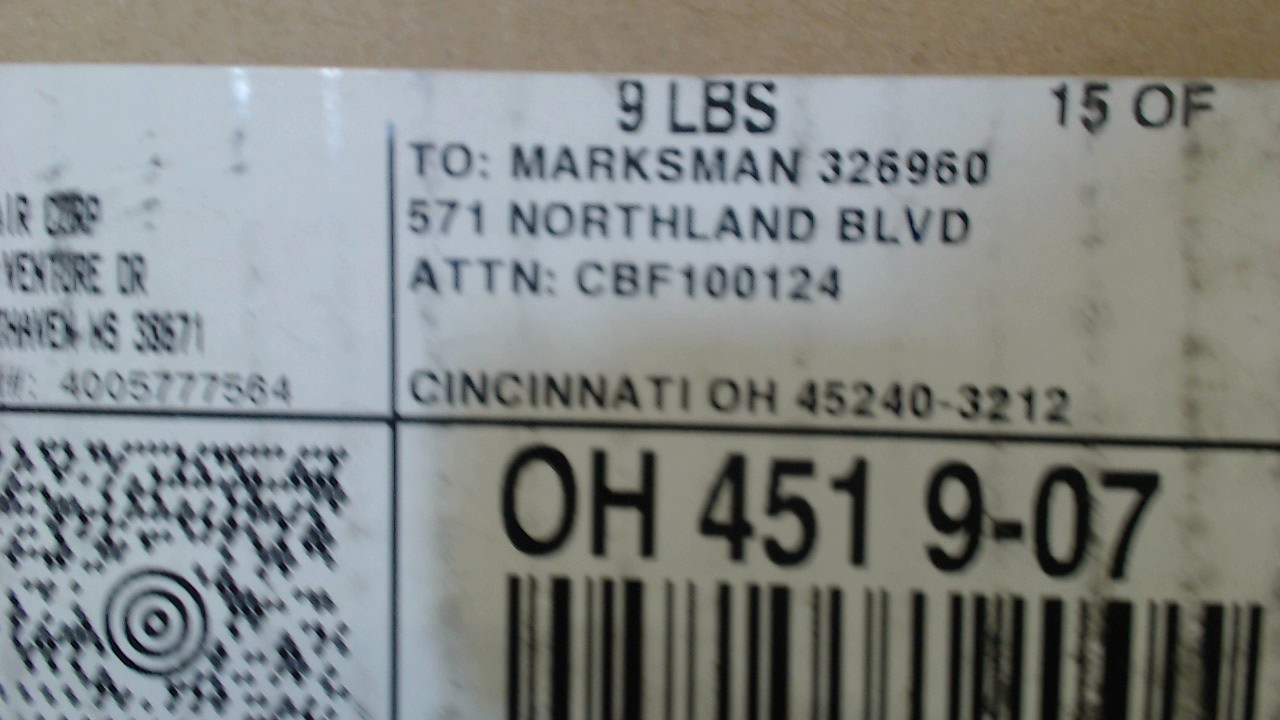 9 LBS 15 OF
TO: MARKSMAN 326960
571 NORTHLAND BLVD
ATTN: CBF100124
CINCINNATI OH 45240-3212
AIR CORP
VENTURE DR
HAVEN MS 38671
#: 4005777564
OH 451 9-07